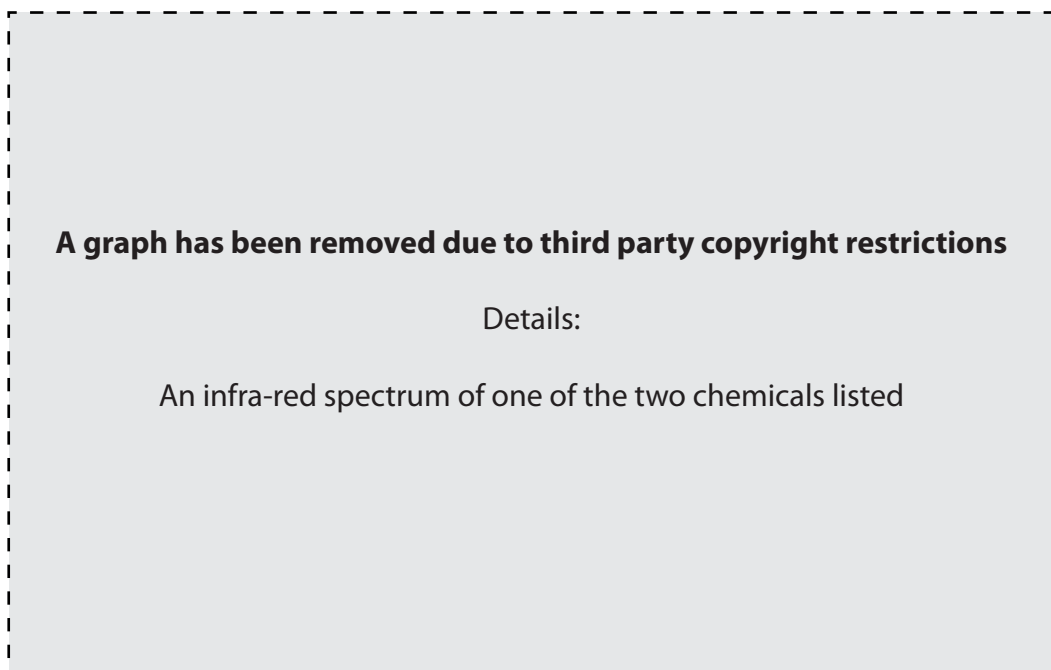 A graph has been removed due to third party copyright restrictions
Details:
An infra-red spectrum of one of the two chemicals listed